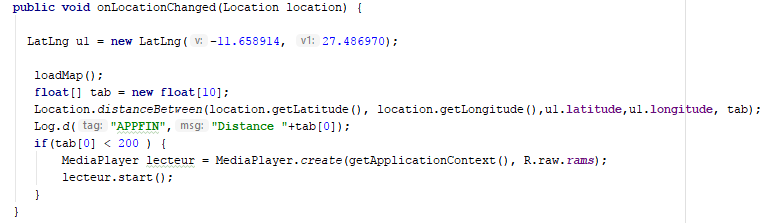 public void onLocationChanged(Location location) {
LatLng u1 = new LatLng( v: -11.658914, v1: 27.486970);
loadMap();
float[] tab = new float[10];
Location.distanceBetween(location.getLatitude(), location.getLongitude(),u1.latitude,u1.longitude, tab);
Log.d( tag: "APPFIN", msg: "Distance "+tab[0]);
if(tab[0] < 200 ) {
MediaPlayer lecteur = MediaPlayer.create(getApplicationContext(), R.raw.rams);
lecteur.start();
}
}